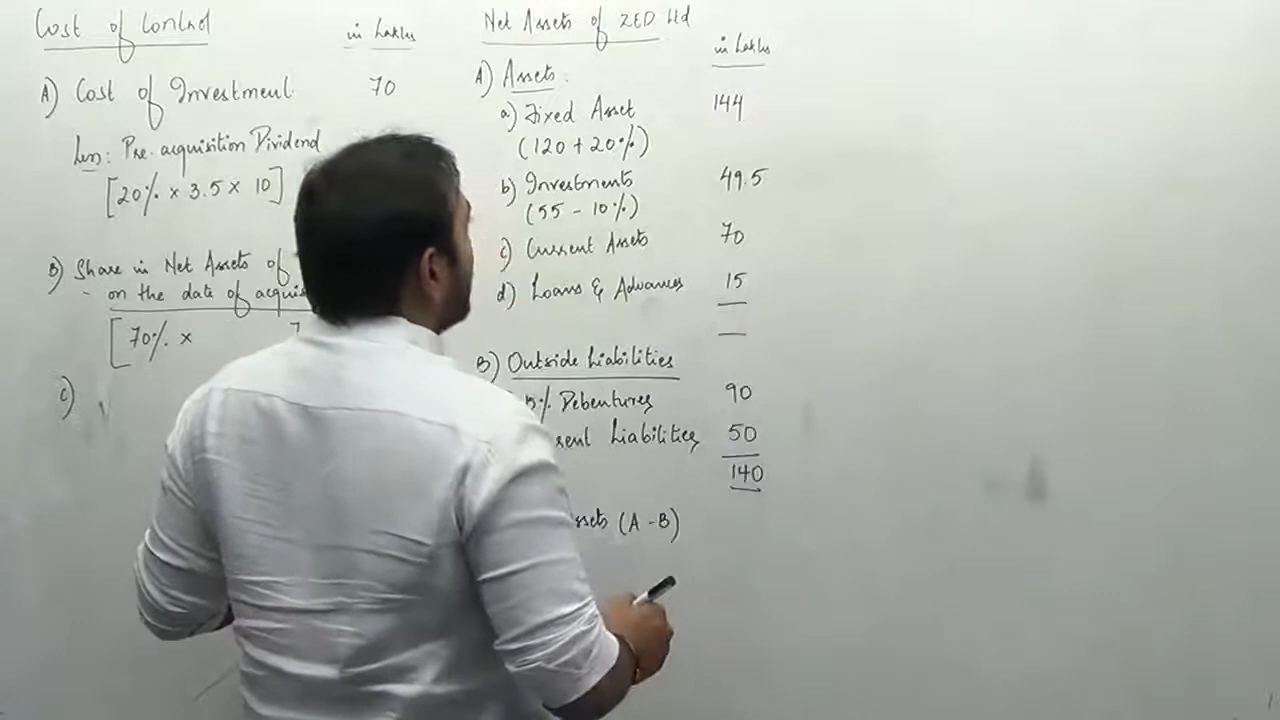 Cost of Control
in Lakhs
A) Cost of Investment 70
Less: Pre-acquisition Dividend
[20% x 3.5 x 10]
B) Share in Net Assets of
on the date of
[70% x
C)
Net Assets of ZED Ltd
in Lakhs
A) Assets:
a) Fixed Asset 144
(120 + 20%)
b) Investments 49.5
(55 - 10%)
c) Current Assets 70
d) Loans & Advances 15
B) Outside Liabilities
% Debentures 90
Liabilities 50
140
(A - B)